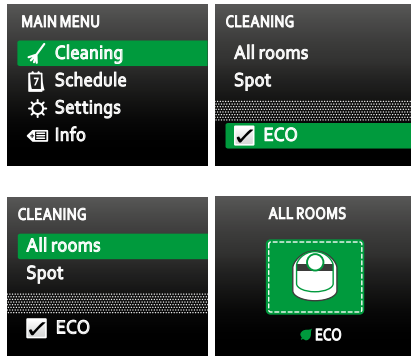 MAIN MENU
Cleaning
7 Schedule
Settings
Info
CLEANING
All rooms
Spot
ECO
CLEANING
All rooms
Spot
ECO
ALL ROOMS
ECO